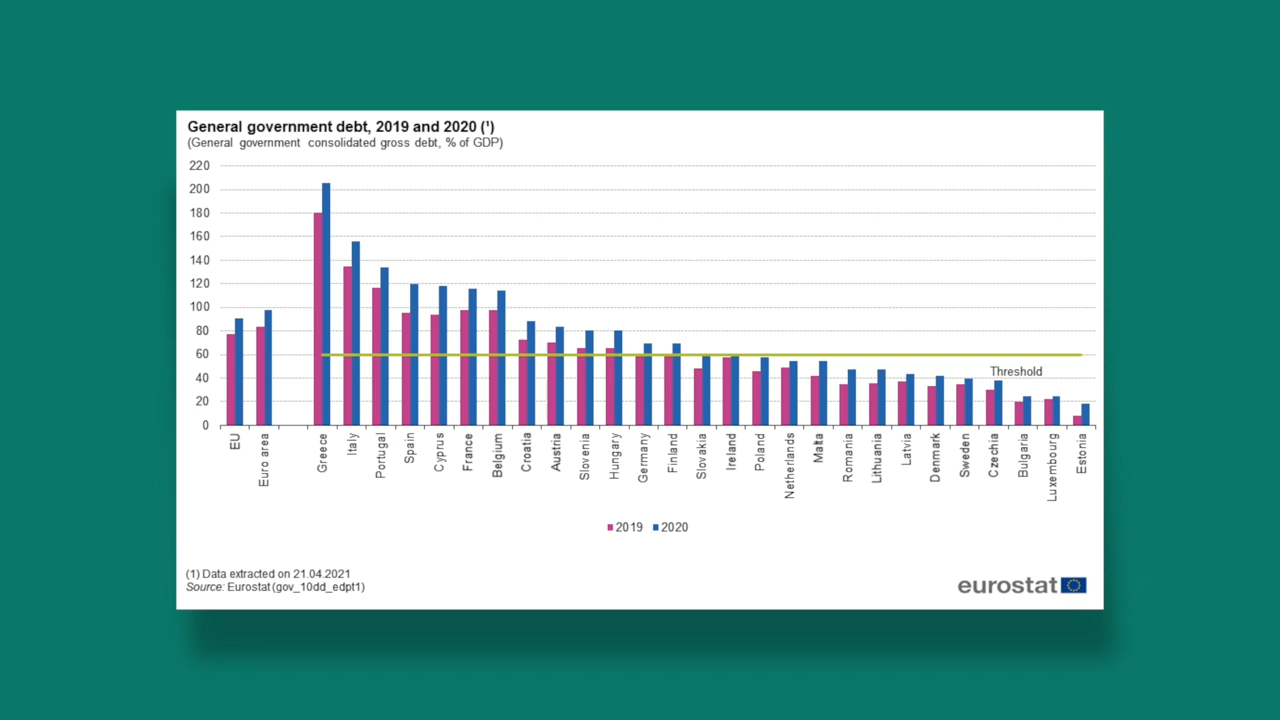 General government debt, 2019 and 2020 (¹)
(General government consolidated gross debt, % of GDP)
220
200
180
160
140
120
100
80
60
40
20
0
Threshold
EU
Euro area
Greece
Italy
Portugal
Spain
Cyprus
France
Belgium
Croatia
Austria
Slovenia
Hungary
Germany
Finland
Slovakia
Ireland
Poland
Netherlands
Malta
Romania
Lithuania
Latvia
Denmark
Sweden
Czechia
Bulgaria
Luxembourg
Estonia
2019 2020
(1) Data extracted on 21.04.2021
Source: Eurostat (gov_10dd_edpt1)
eurostat